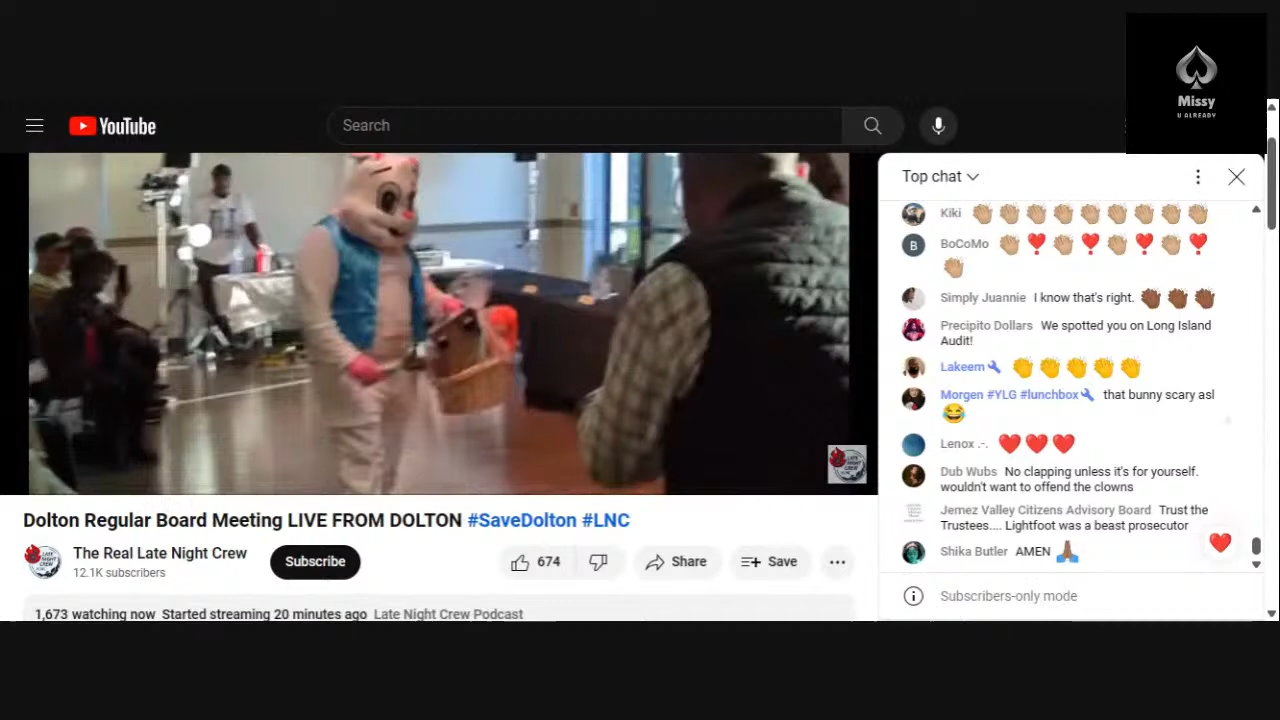 Missy
U ALREADY
YouTube
Search
Top chat
Kiki
BoCoMo
Simply Juannie I know that's right.
Precipito Dollars We spotted you on Long Island
Audit!
Lakeem
Morgen #YLG #lunchbox that bunny scary asl
Lenox .-.
Dub Wubs No clapping unless it's for yourself.
wouldn't want to offend the clowns
Jemez Valley Citizens Advisory Board Trust the
Trustees.... Lightfoot was a beast prosecutor
Shika Butler AMEN
Subscribers-only mode
LATE NIGHT CREW
Dolton Regular Board Meeting LIVE FROM DOLTON #SaveDolton #LNC
The Real Late Night Crew
12.1K subscribers
Subscribe
674
Share
Save
1,673 watching now Started streaming 20 minutes ago Late Night Crew Podcast
B